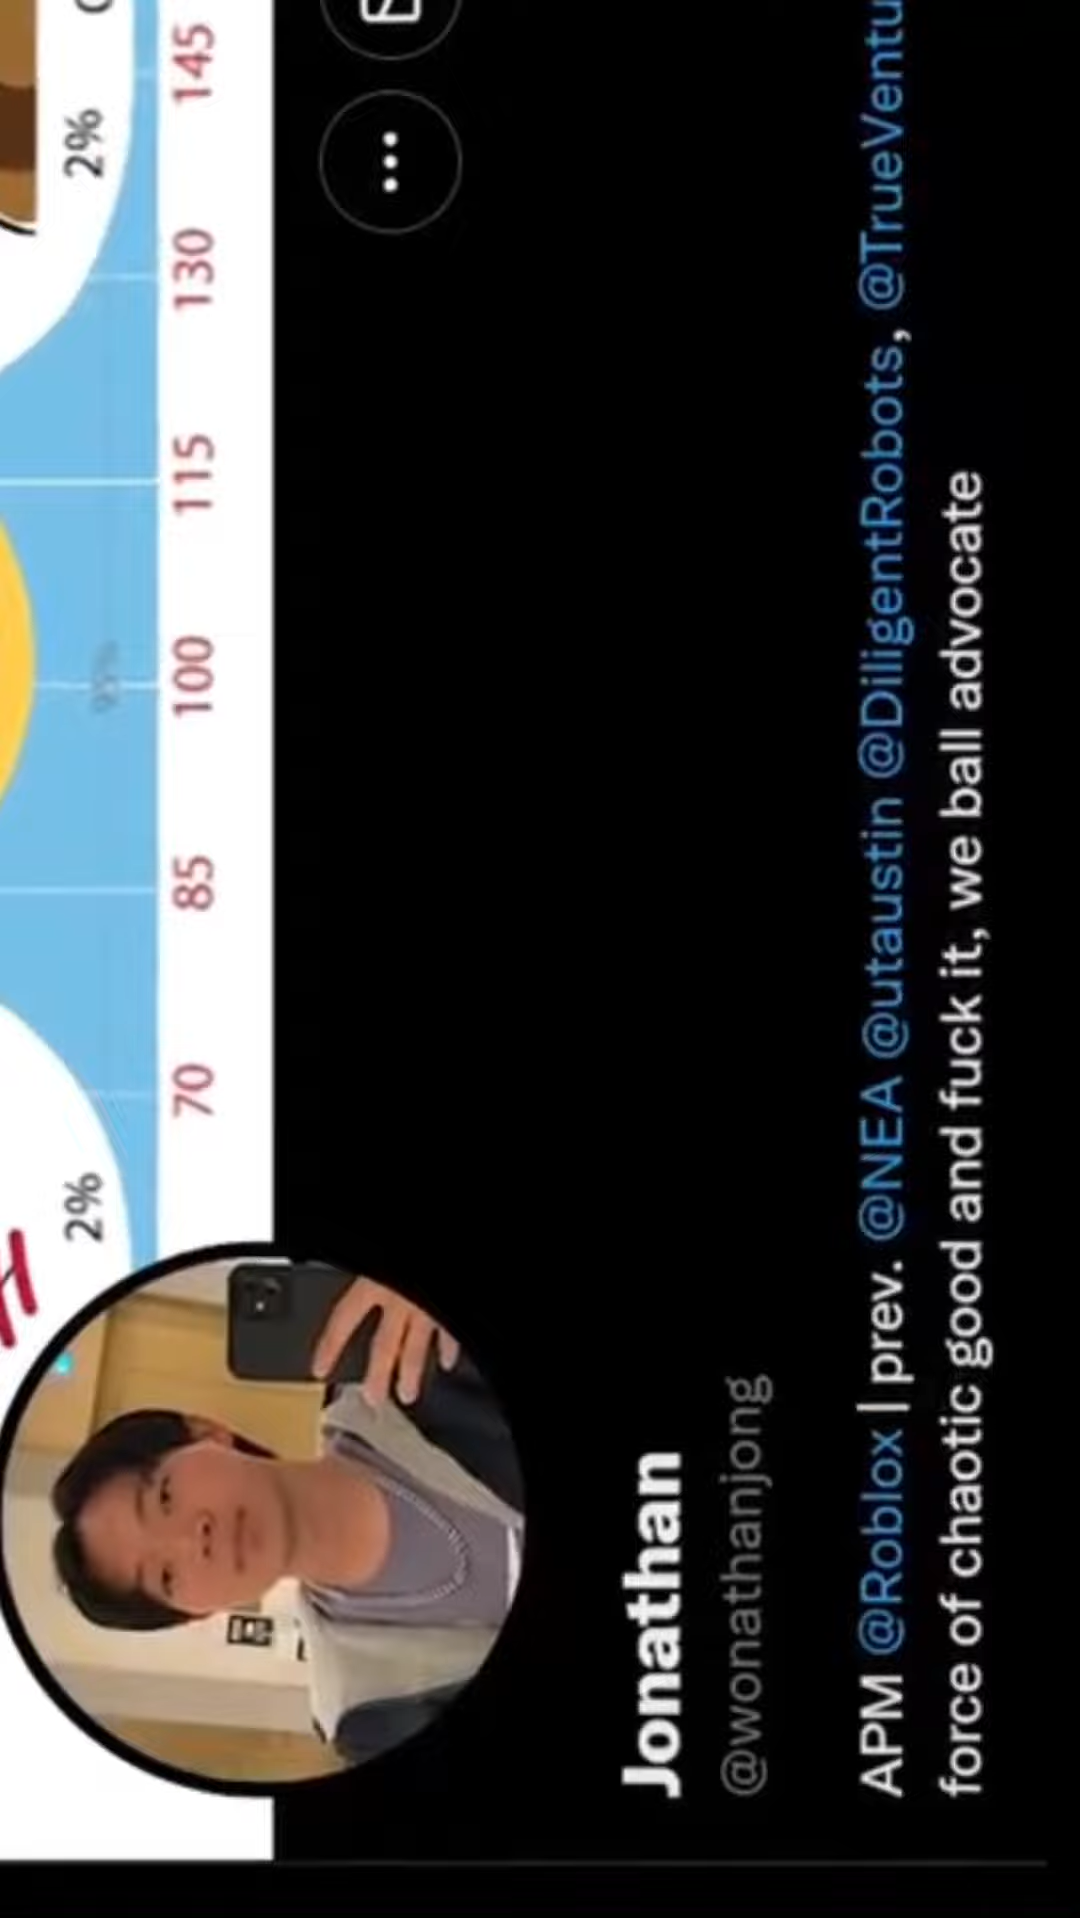 2%
2%
95%
70 85 100 115 130 145
Jonathan
@wonathanjong
APM @Roblox | prev. @NEA @utaustin @DiligentRobots, @TrueVentu
force of chaotic good and fuck it, we ball advocate